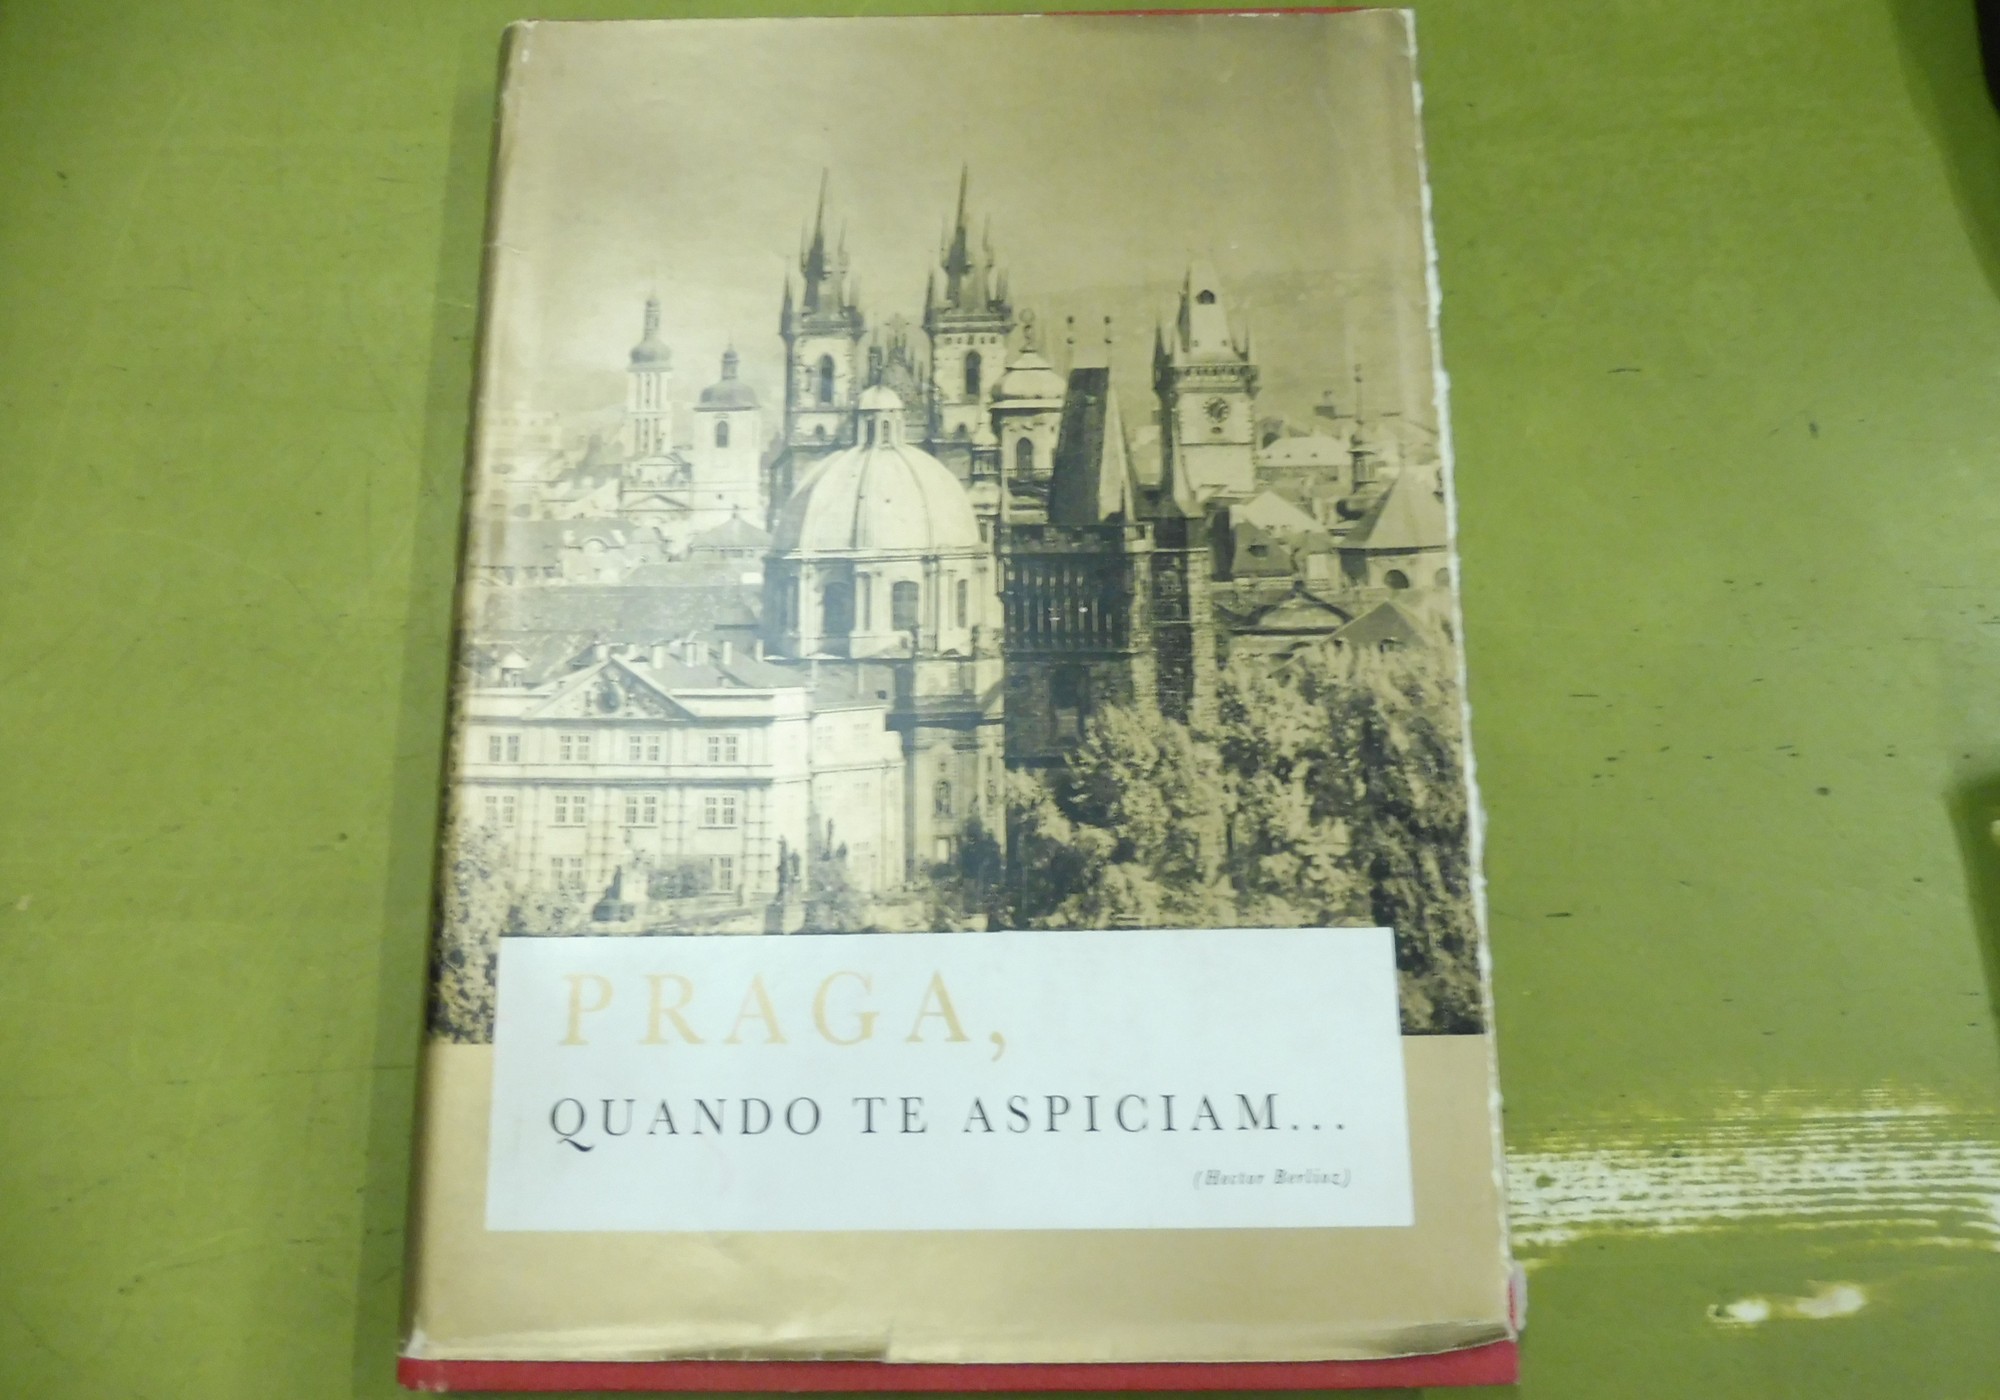 PRAGA,
QUANDO TE ASPICIAM...
(Hector Berlioz)